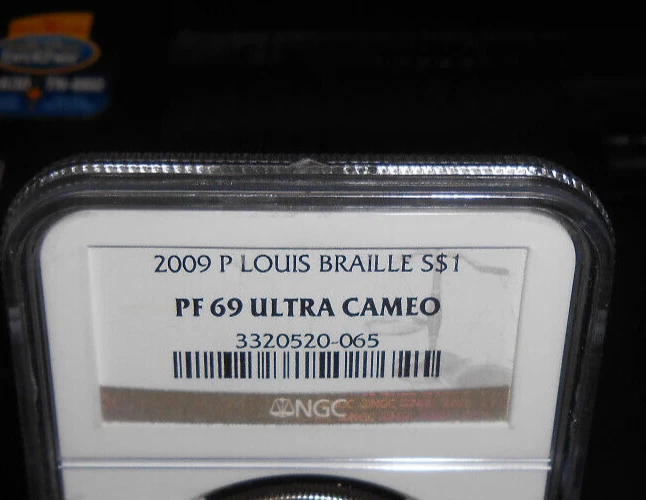 2009 P LOUIS BRAILLE S$1
PF 69 ULTRA CAMEO
3320520-065
NGC